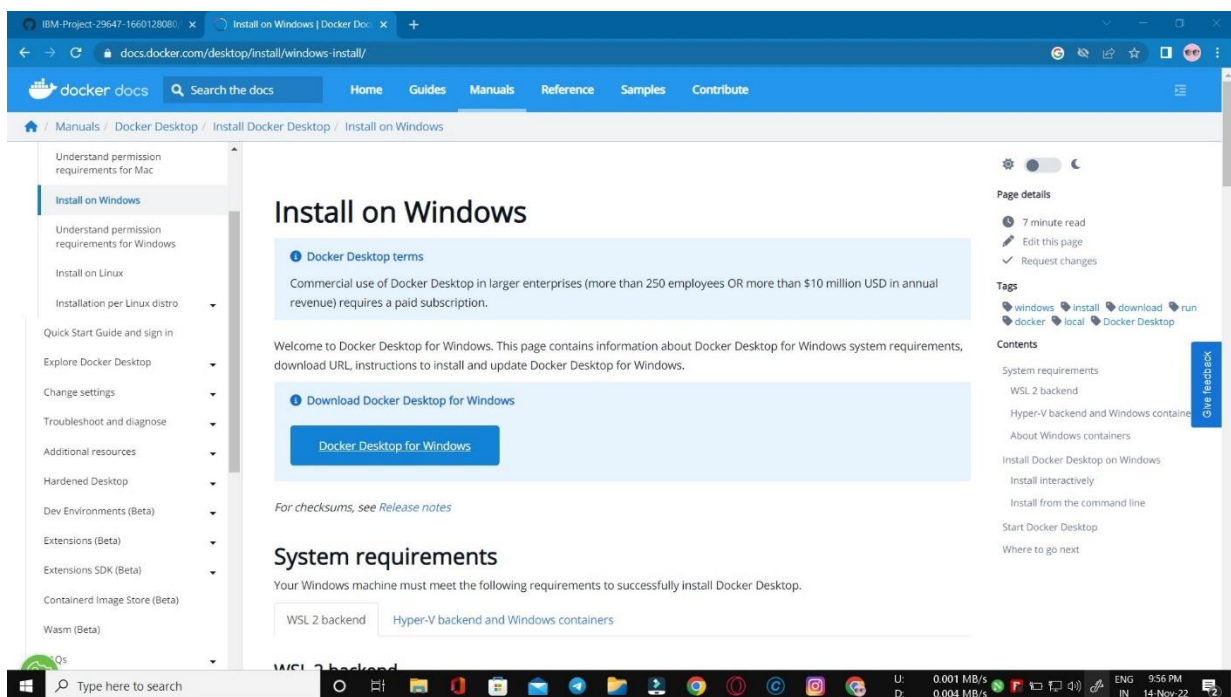 IBM-Project-29647-1660128080/
Install on Windows | Docker Doc
docs.docker.com/desktop/install/windows-install/
docker docs
Search the docs
Home
Guides
Manuals
Reference
Samples
Contribute
/ Manuals / Docker Desktop / Install Docker Desktop / Install on Windows
Understand permission
requirements for Mac
Install on Windows
Understand permission
requirements for Windows
Install on Linux
Installation per Linux distro
Quick Start Guide and sign in
Explore Docker Desktop
Change settings
Troubleshoot and diagnose
Additional resources
Hardened Desktop
Dev Environments (Beta)
Extensions (Beta)
Extensions SDK (Beta)
Containerd Image Store (Beta)
Wasm (Beta)
Install on Windows
Docker Desktop terms
Commercial use of Docker Desktop in larger enterprises (more than 250 employees OR more than $10 million USD in annual
revenue) requires a paid subscription.
Welcome to Docker Desktop for Windows. This page contains information about Docker Desktop for Windows system requirements,
download URL, instructions to install and update Docker Desktop for Windows.
Download Docker Desktop for Windows
Docker Desktop for Windows
For checksums, see Release notes
System requirements
Your Windows machine must meet the following requirements to successfully install Docker Desktop.
WSL 2 backend
Hyper-V backend and Windows containers
WSL 2 backend
Page details
7 minute read
Edit this page
Request changes
Tags
windows install download run
docker local Docker Desktop
Contents
System requirements
WSL 2 backend
Hyper-V backend and Windows containe
About Windows containers
Install Docker Desktop on Windows
Install interactively
Install from the command line
Start Docker Desktop
Where to go next
Give feedback
Type here to search
U: 0.001 MB/s
D: 0.004 MB/s
ENG
IN
9:56 PM
14-Nov-22